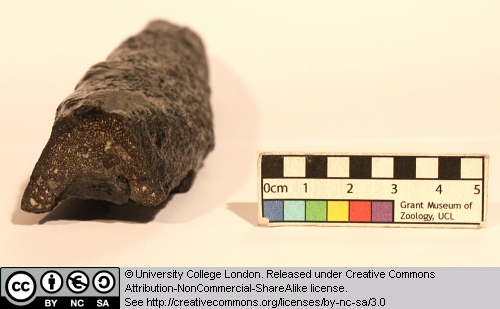 0cm 1 2 3 4 5
Grant Museum of
Zoology, UCL
© University College London. Released under Creative Commons
Attribution-NonCommercial-ShareAlike license.
See http://creativecommons.org/licenses/by-nc-sa/3.0
cc
BY NC SA